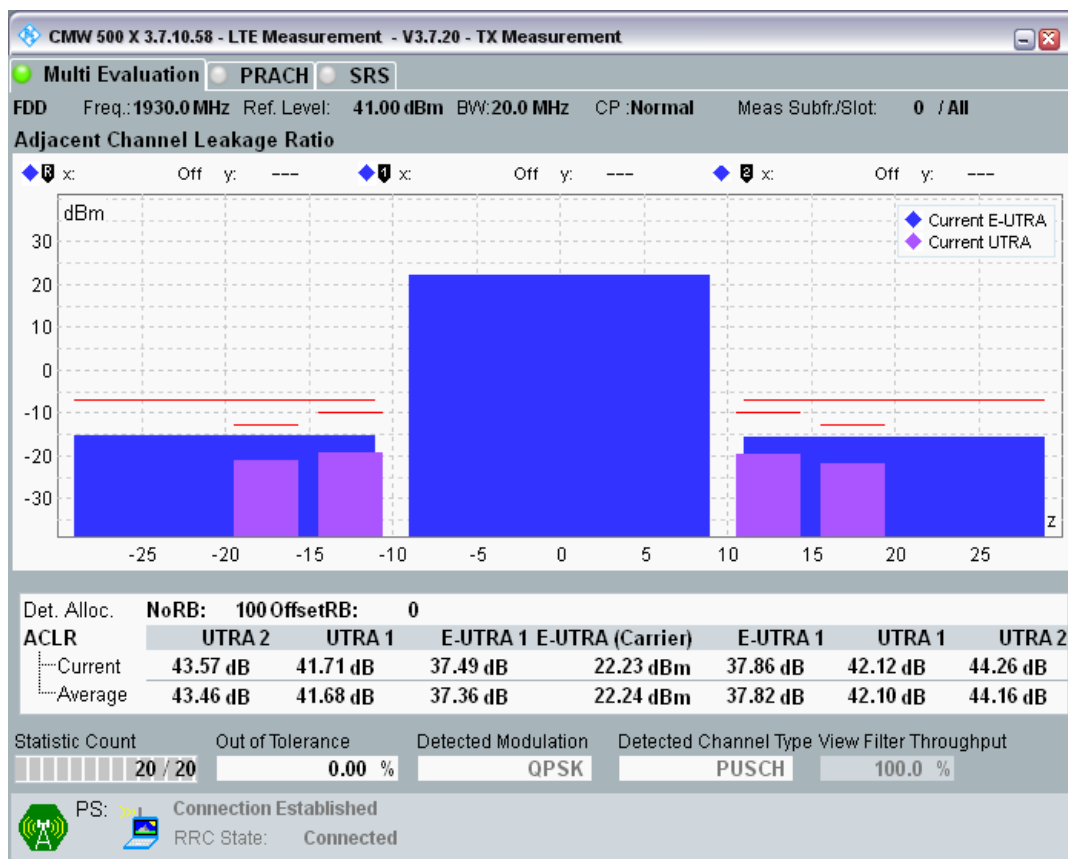 CMW 500 X 3.7.10.58 - LTE Measurement - V3.7.20 - TX Measurement
Multi Evaluation PRACH SRS
FDD Freq.:1930.0 MHz Ref. Level: 41.00 dBm BW:20.0 MHz CP :Normal Meas Subfr./Slot: 0 / All
Adjacent Channel Leakage Ratio
R x: Off y: --- 1 x: Off y: --- 2 x: Off y: ---
dBm
Current E-UTRA
Current UTRA
30
20
10
0
-10
-20
-30
z
-25 -20 -15 -10 -5 0 5 10 15 20 25
Det. Alloc. NoRB: 100 OffsetRB: 0
ACLR UTRA 2 UTRA 1 E-UTRA 1 E-UTRA (Carrier) E-UTRA 1 UTRA 1 UTRA 2
Current 43.57 dB 41.71 dB 37.49 dB 22.23 dBm 37.86 dB 42.12 dB 44.26 dB
Average 43.46 dB 41.68 dB 37.36 dB 22.24 dBm 37.82 dB 42.10 dB 44.16 dB
Statistic Count Out of Tolerance Detected Modulation Detected Channel Type View Filter Throughput
20 / 20 0.00 % QPSK PUSCH 100.0 %
PS: Connection Established
RRC State: Connected